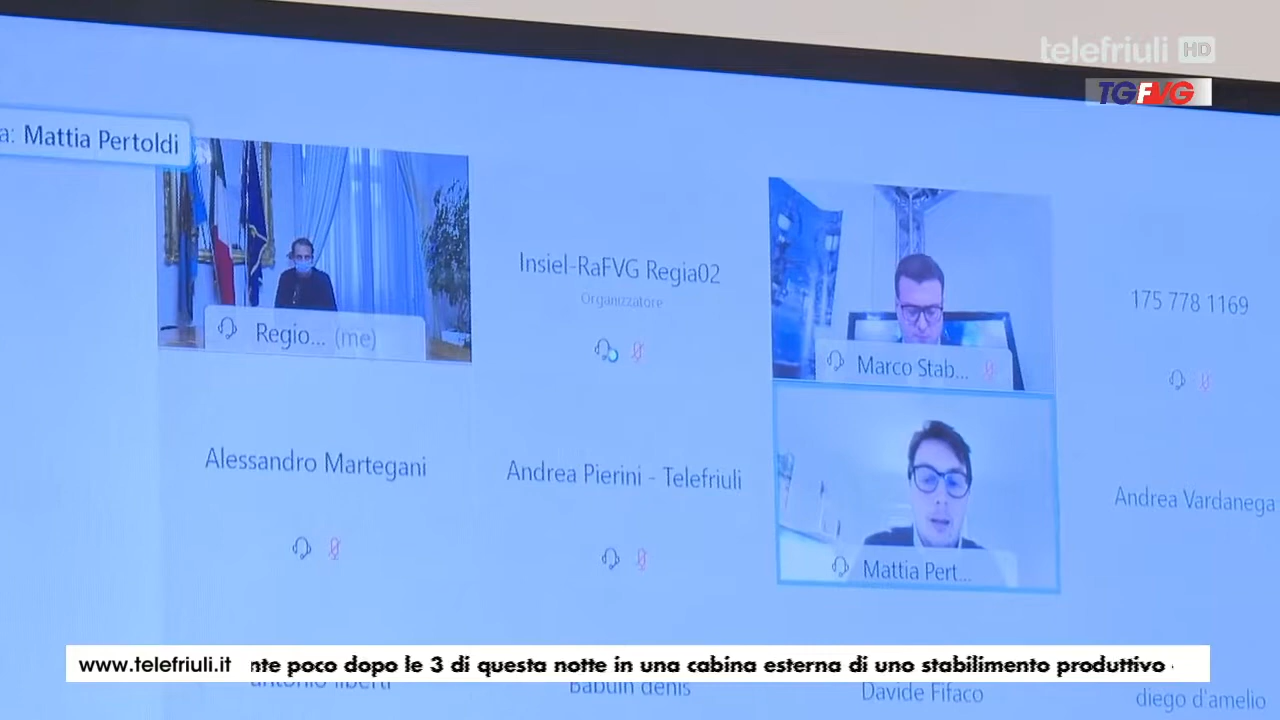 telefriuli HD
TGFVG
a: Mattia Pertoldi
Insiel-RaFVG Regia02
Organizzatore
175 778 1169
Regio... (me)
Marco Stab...
Alessandro Martegani
Andrea Pierini - Telefriuli
Andrea Vardanega
Mattia Pert...
www.telefriuli.it nte poco dopo le 3 di questa notte in una cabina esterna di uno stabilimento produttivo
antonio liberti
Babuin denis
Davide Fifaco
diego d'amelio